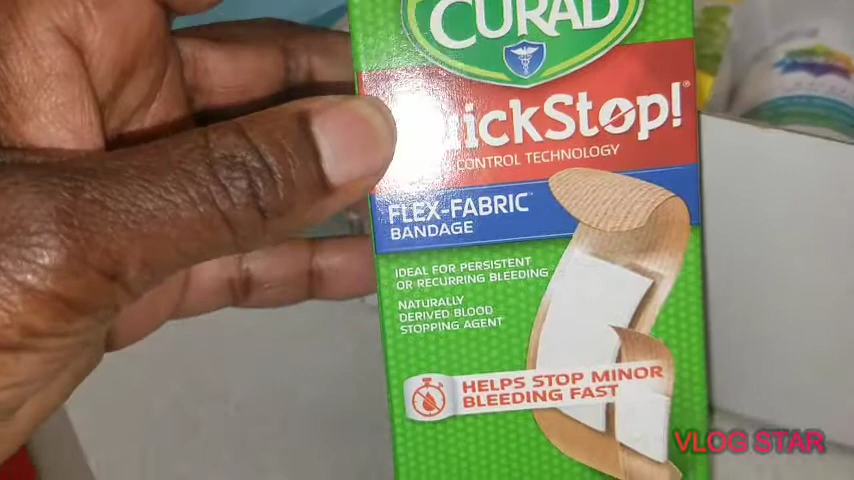 CURAD
QuickStop!®
CONTROL TECHNOLOGY
FLEX-FABRIC
BANDAGE
IDEAL FOR PERSISTENT
OR RECURRING BLEEDING
NATURALLY
DERIVED BLOOD
STOPPING AGENT
HELPS STOP MINOR
BLEEDING FAST
VLOG STAR